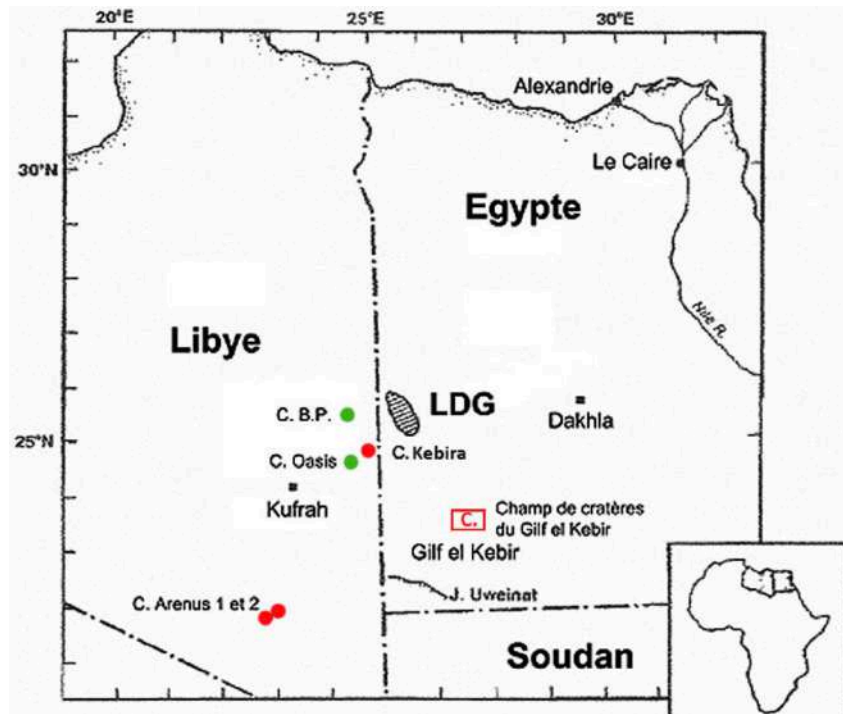 20°E
25°E
30°E
Alexandrie
30°N
Le Caire
Egypte
Nile R.
Libye
C. B.P.
LDG
Dakhla
25°N
C. Oasis
C. Kebira
Kufrah
C.
Champ de cratères
du Gilf el Kebir
Gilf el Kebir
J. Uweinat
C. Arenus 1 et 2
Soudan